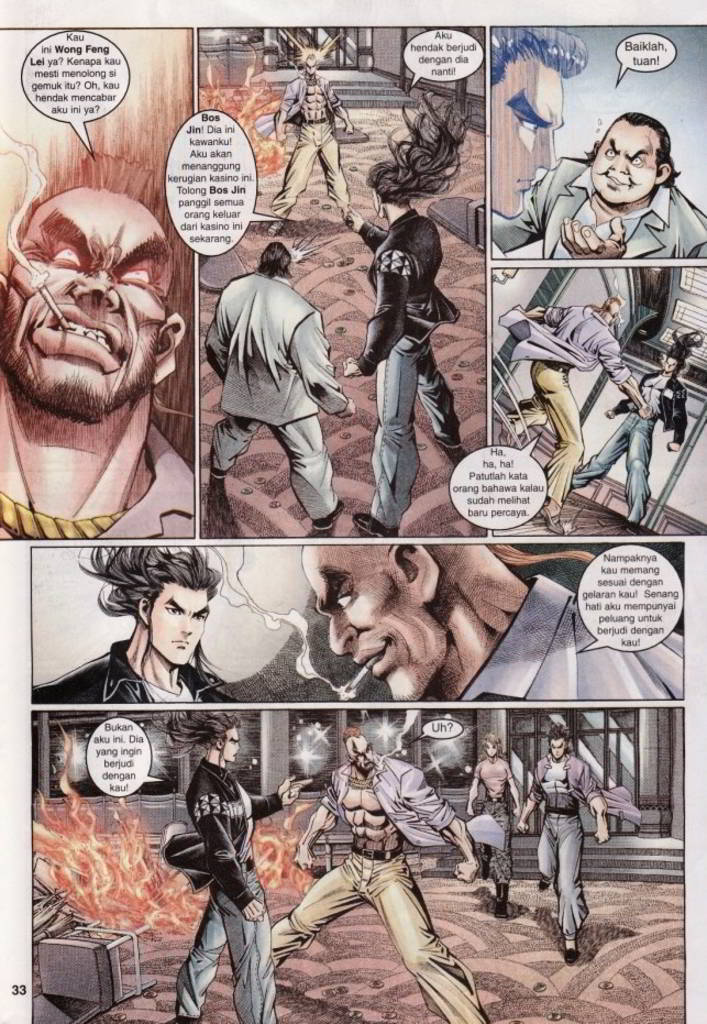 Kau
ini Wong Feng
Lei ya? Kenapa kau
mesti menolong si
gemuk itu? Oh, kau
hendak mencabar
aku ini ya?
Aku
hendak berjudi
dengan dia
nanti!
Bos
Jin! Dia ini
kawanku!
Aku akan
menanggung
kerugian kasino ini.
Tolong Bos Jin
panggil semua
orang keluar
dari kasino ini
sekarang.
Baiklah,
tuan!
Ha,
ha, ha!
Patutlah kata
orang bahawa kalau
sudah melihat
baru percaya.
Nampaknya
kau memang
sesuai dengan
gelaran kau! Senang
hati aku mempunyai
peluang untuk
berjudi dengan
kau!
Bukan
aku ini. Dia
yang ingin
berjudi
dengan
kau!
Uh?
33